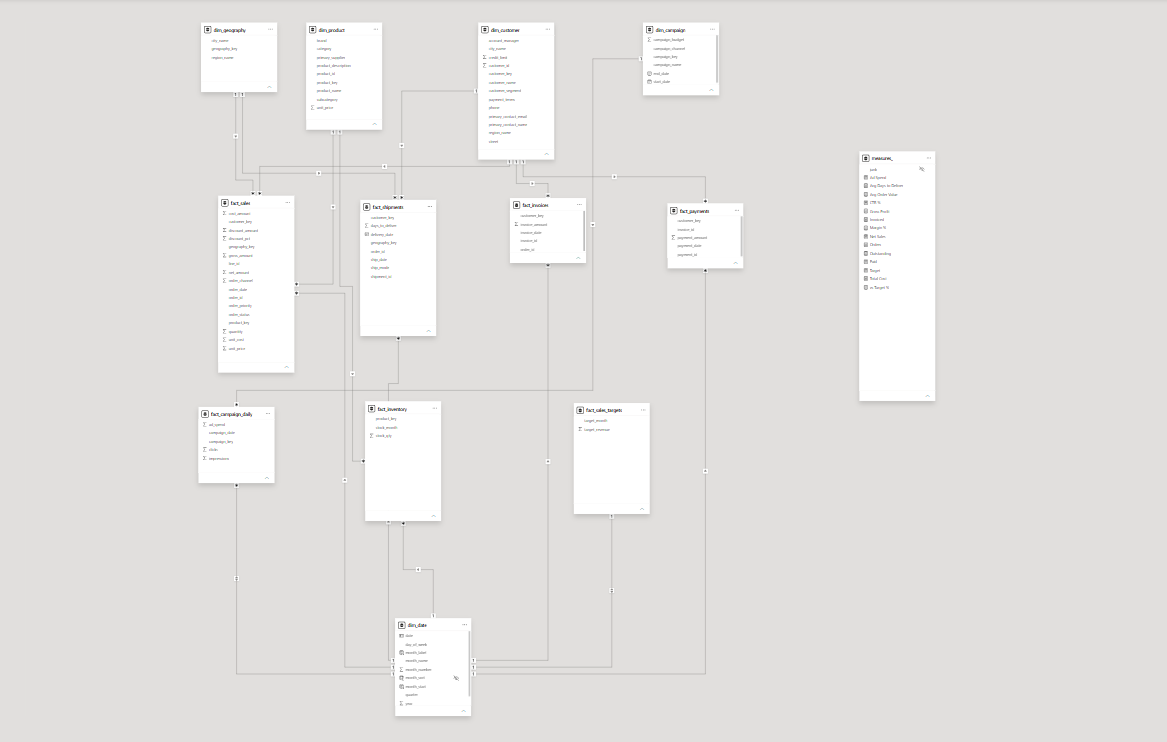 dim_geography
city_name
geography_key
region_name
dim_product
brand
category
primary_supplier
product_description
product_id
product_key
product_name
subcategory
unit_price
dim_customer
account_manager
city_name
credit_limit
customer_id
customer_key
customer_name
customer_segment
payment_terms
phone
primary_contact_email
primary_contact_name
region_name
street
dim_campaign
campaign_budget
campaign_channel
campaign_key
campaign_name
end_date
start_date
measures_
Ad Spend
Avg Days to Deliver
Avg Order Value
CTR %
Gross Profit
Invoiced
Margin %
Net Sales
Orders
Outstanding
Paid
Target
Total Cost
vs Target %
fact_sales
cost_amount
customer_key
discount_amount
discount_pct
geography_key
gross_amount
line_id
net_amount
order_channel
order_date
order_id
order_priority
order_status
product_key
quantity
unit_cost
unit_price
fact_shipments
customer_key
days_to_deliver
delivery_date
geography_key
order_id
ship_date
ship_mode
shipment_id
fact_invoices
customer_key
invoice_amount
invoice_date
invoice_id
order_id
fact_payments
customer_key
invoice_id
payment_amount
payment_date
payment_id
fact_campaign_daily
ad_spend
campaign_date
campaign_key
clicks
impressions
fact_inventory
product_key
stock_month
stock_qty
fact_sales_targets
target_month
target_revenue
dim_date
date
day_of_week
month_label
month_name
month_number
month_sort
month_start
quarter
year